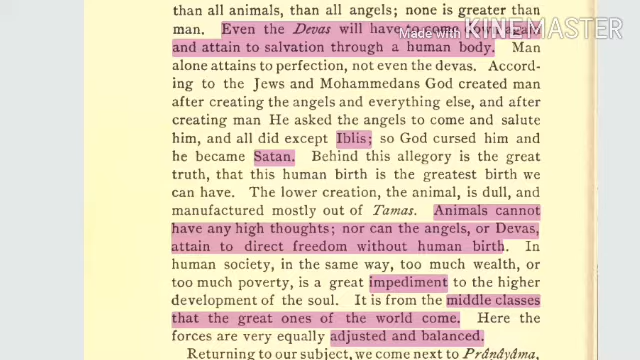 than all animals, than all angels; none is greater than
man. Even the Devas will have to come down again
and attain to salvation through a human body. Man
alone attains to perfection, not even the devas. Accord-
ing to the Jews and Mohammedans God created man
after creating the angels and everything else, and after
creating man He asked the angels to come and salute
him, and all did except Iblis; so God cursed him and
he became Satan. Behind this allegory is the great
truth, that this human birth is the greatest birth we
can have. The lower creation, the animal, is dull, and
manufactured mostly out of Tamas. Animals cannot
have any high thoughts; nor can the angels, or Devas,
attain to direct freedom without human birth. In
human society, in the same way, too much wealth, or
too much poverty, is a great impediment to the higher
development of the soul. It is from the middle classes
that the great ones of the world come. Here the
forces are very equally adjusted and balanced.
Returning to our subject, we come next to Prânâyâma,
Made with KINEMASTER